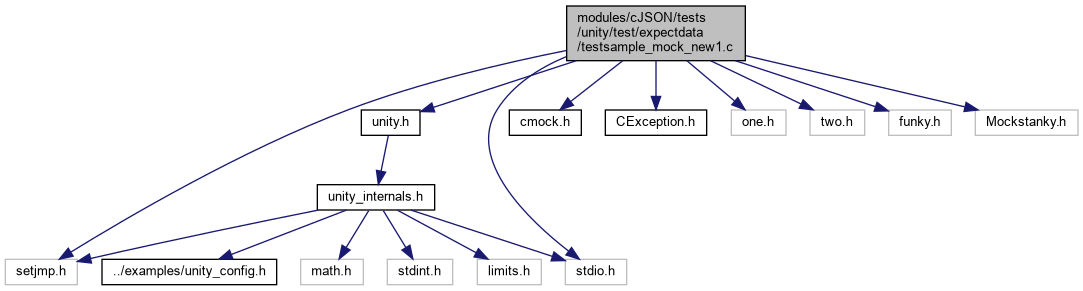 modules/cJSON/tests
/unity/test/expectdata
/testsample_mock_new1.c
unity.h
cmock.h
CException.h
one.h
two.h
funky.h
Mockstanky.h
unity_internals.h
setjmp.h
../examples/unity_config.h
math.h
stdint.h
limits.h
stdio.h